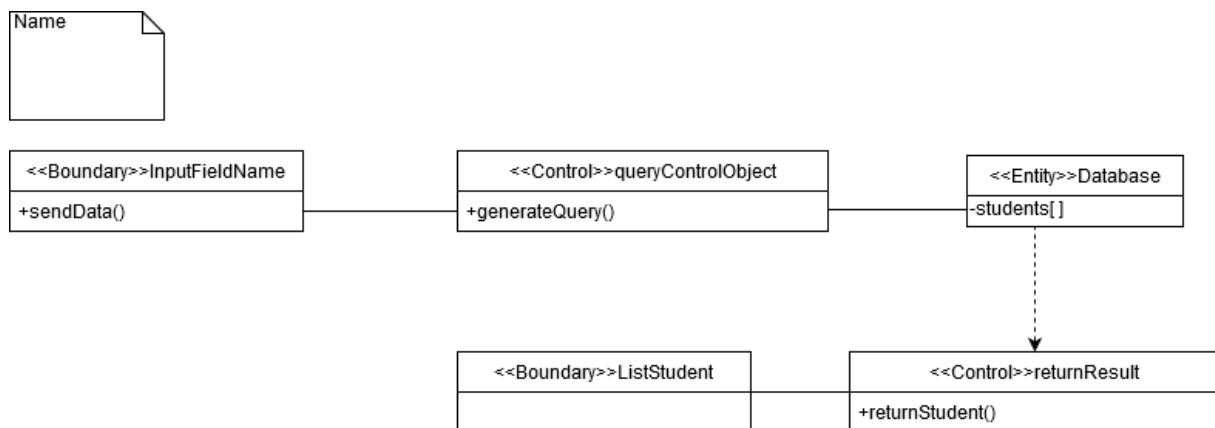 Name
<<Boundary>>InputFieldName
+sendData()
<<Control>>queryControlObject
+generateQuery()
<<Entity>>Database
-students[ ]
<<Boundary>>ListStudent
<<Control>>returnResult
+returnStudent()